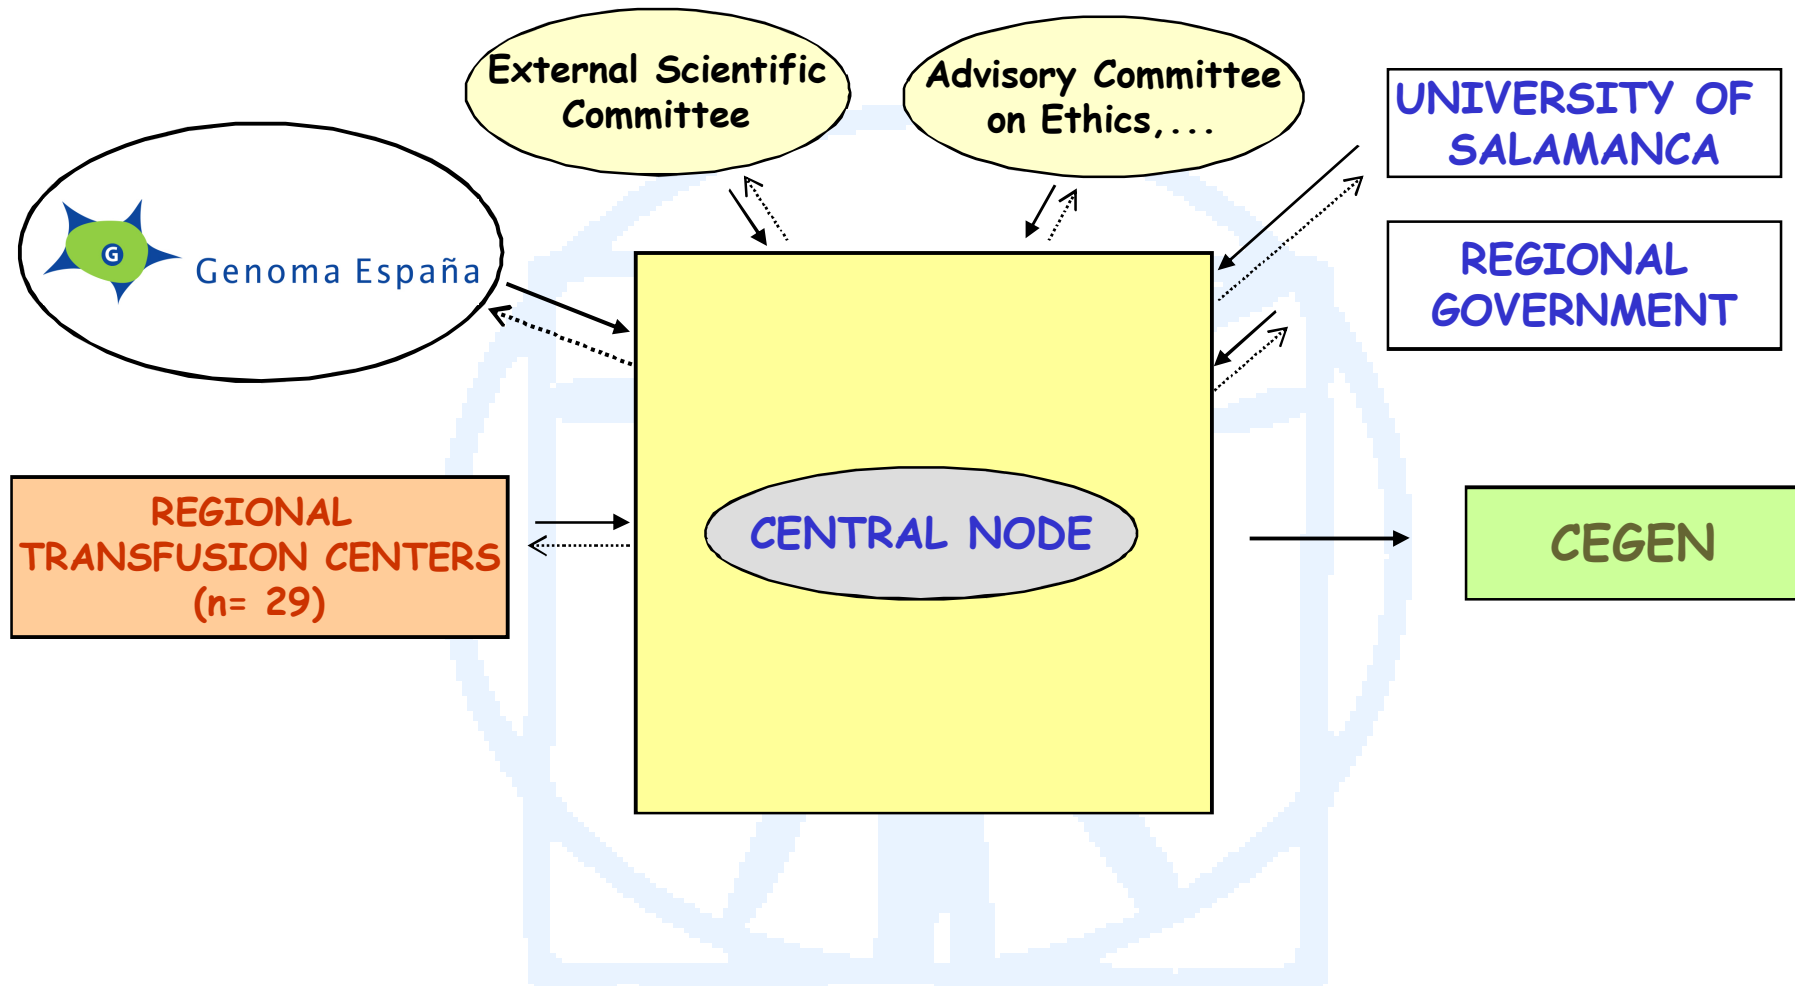 External Scientific
Committee
Advisory Committee
on Ethics,...
UNIVERSITY OF
SALAMANCA
G
Genoma España
REGIONAL
GOVERNMENT
REGIONAL
TRANSFUSION CENTERS
(n= 29)
CENTRAL NODE
CEGEN